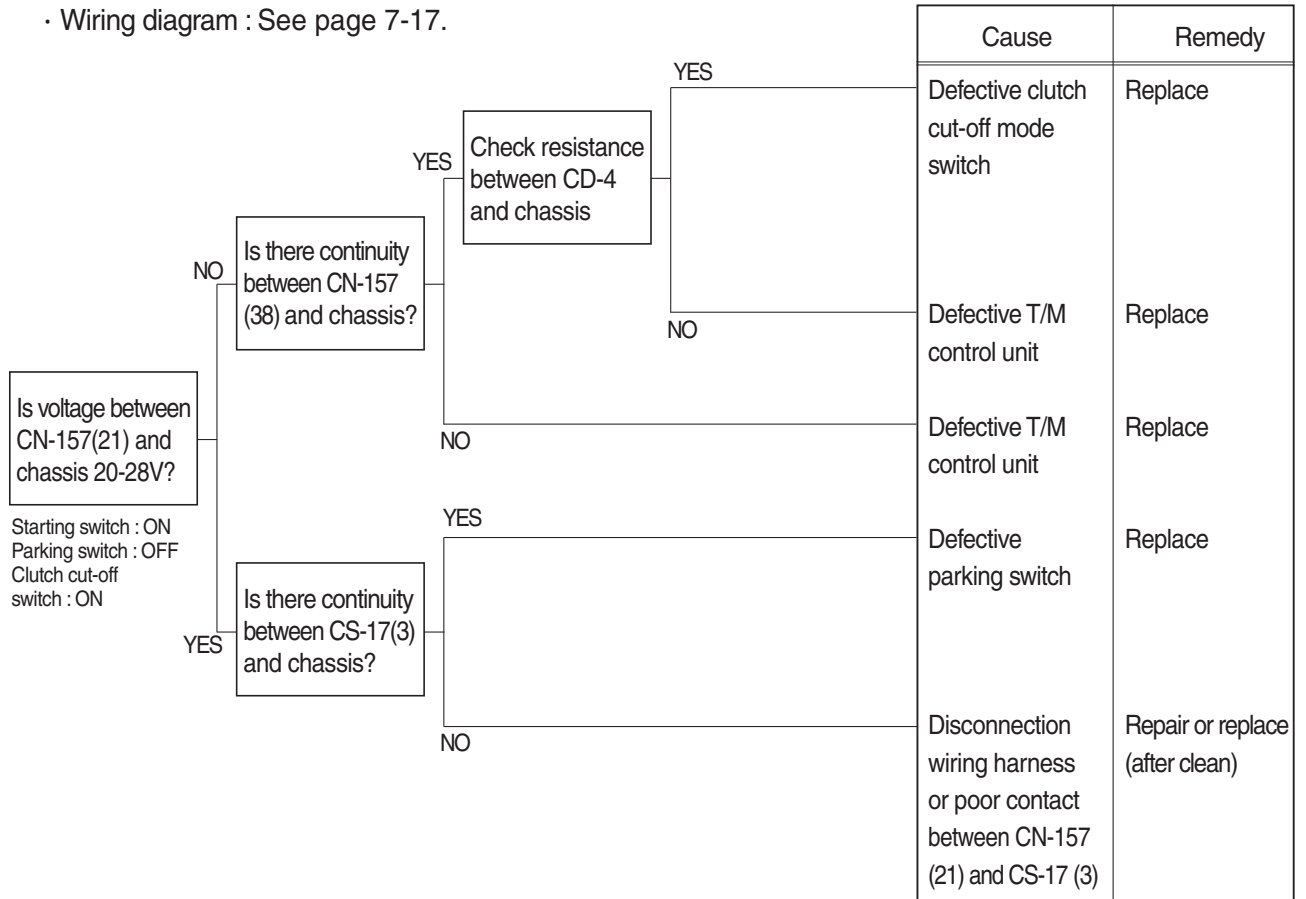 · Wiring diagram : See page 7-17.
Cause
Remedy
YES
Defective clutch
cut-off mode
switch
Replace
YES
Check resistance
between CD-4
and chassis
NO
Is there continuity
between CN-157
(38) and chassis?
NO
Defective T/M
control unit
Replace
Is voltage between
CN-157(21) and
chassis 20-28V?
NO
Defective T/M
control unit
Replace
Starting switch : ON
Parking switch : OFF
Clutch cut-off
switch : ON
YES
Defective
parking switch
Replace
YES
Is there continuity
between CS-17(3)
and chassis?
NO
Disconnection
wiring harness
or poor contact
between CN-157
(21) and CS-17 (3)
Repair or replace
(after clean)